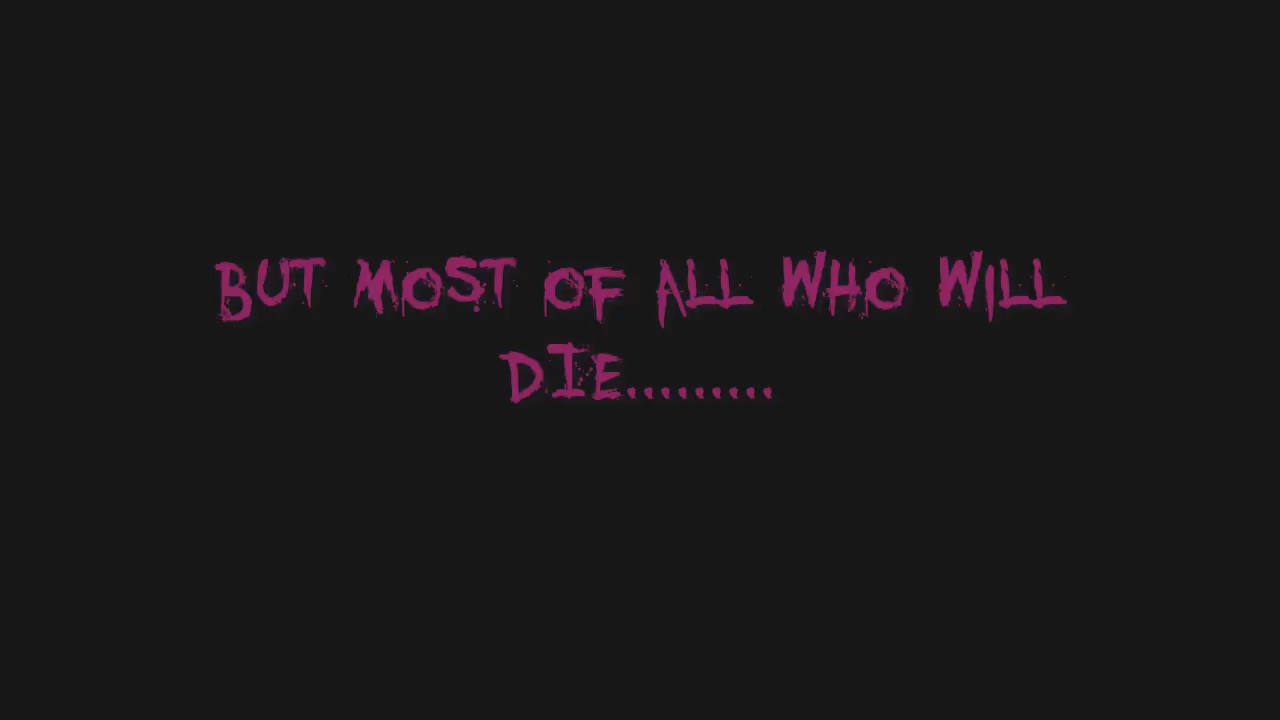 BUT MOST OF ALL WHO WILL
DIE.........